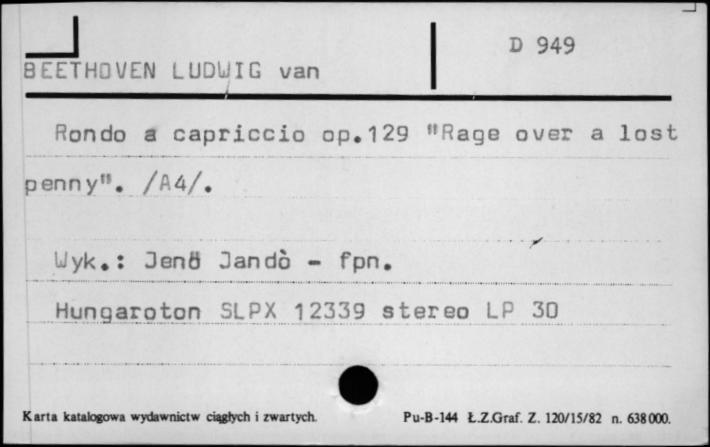 D 949
BEETHOVEN LUDWIG van
Rondo a capriccio op.129 "Rage over a lost
penny". /A4/.
Wyk.: Jenö Jandò - fpn.
Hungaroton SLPX 12339 stereo LP 30
Karta katalogowa wydawnictw ciągłych i zwartych. Pu-B-144 Ł.Z.Graf. Z. 120/15/82 n. 638000.